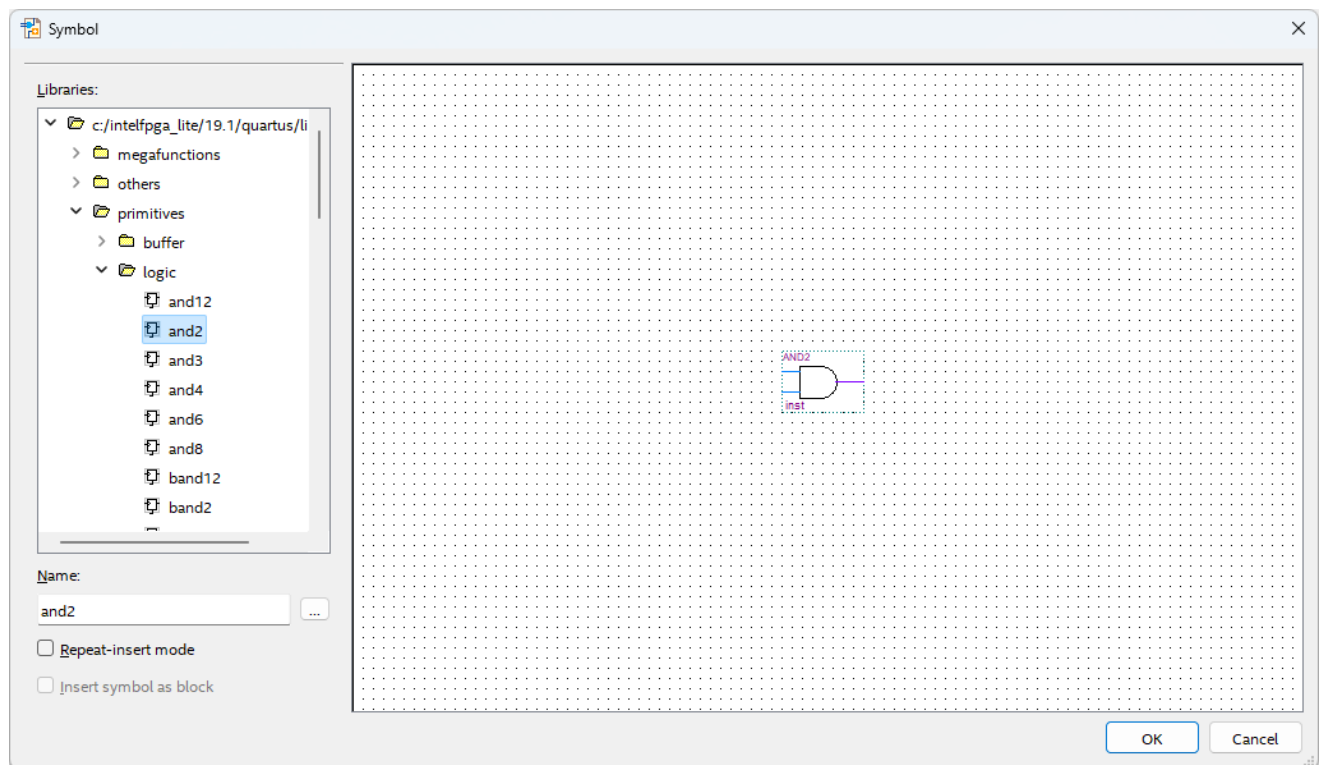 Symbol
Libraries:
c:/intelfpga_lite/19.1/quartus/li
megafunctions
others
primitives
buffer
logic
and12
and2
and3
and4
and6
and8
band12
band2
Name:
and2
...
Repeat-insert mode
Insert symbol as block
AND2
inst
OK
Cancel